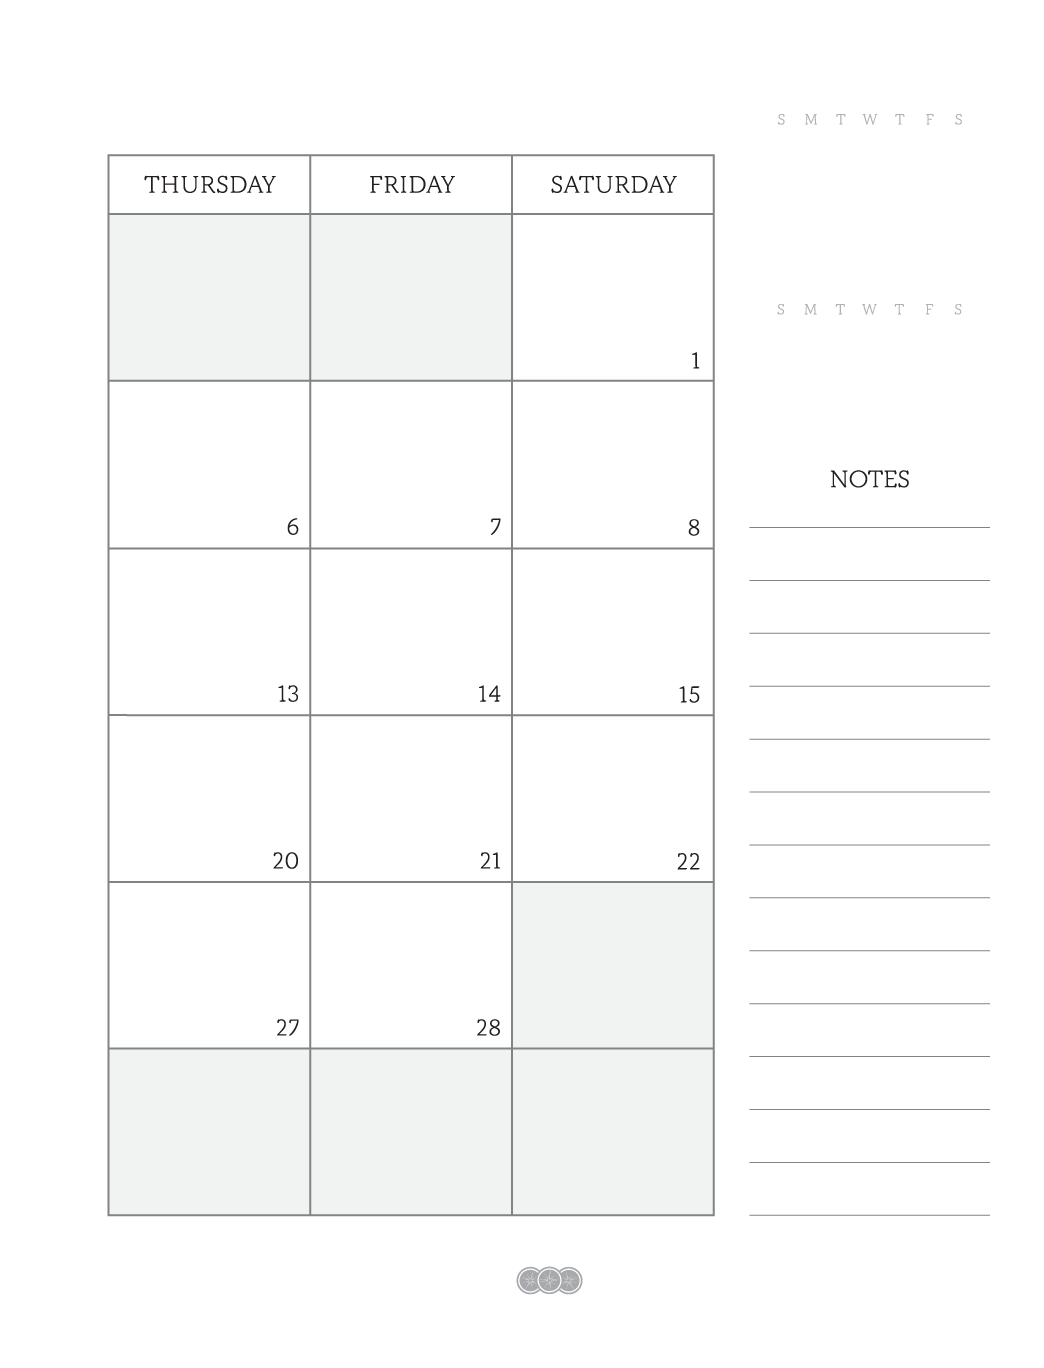 S M T W T F S
THURSDAY FRIDAY SATURDAY
1
S M T W T F S
6 7 8
NOTES
13 14 15
20 21 22
27 28